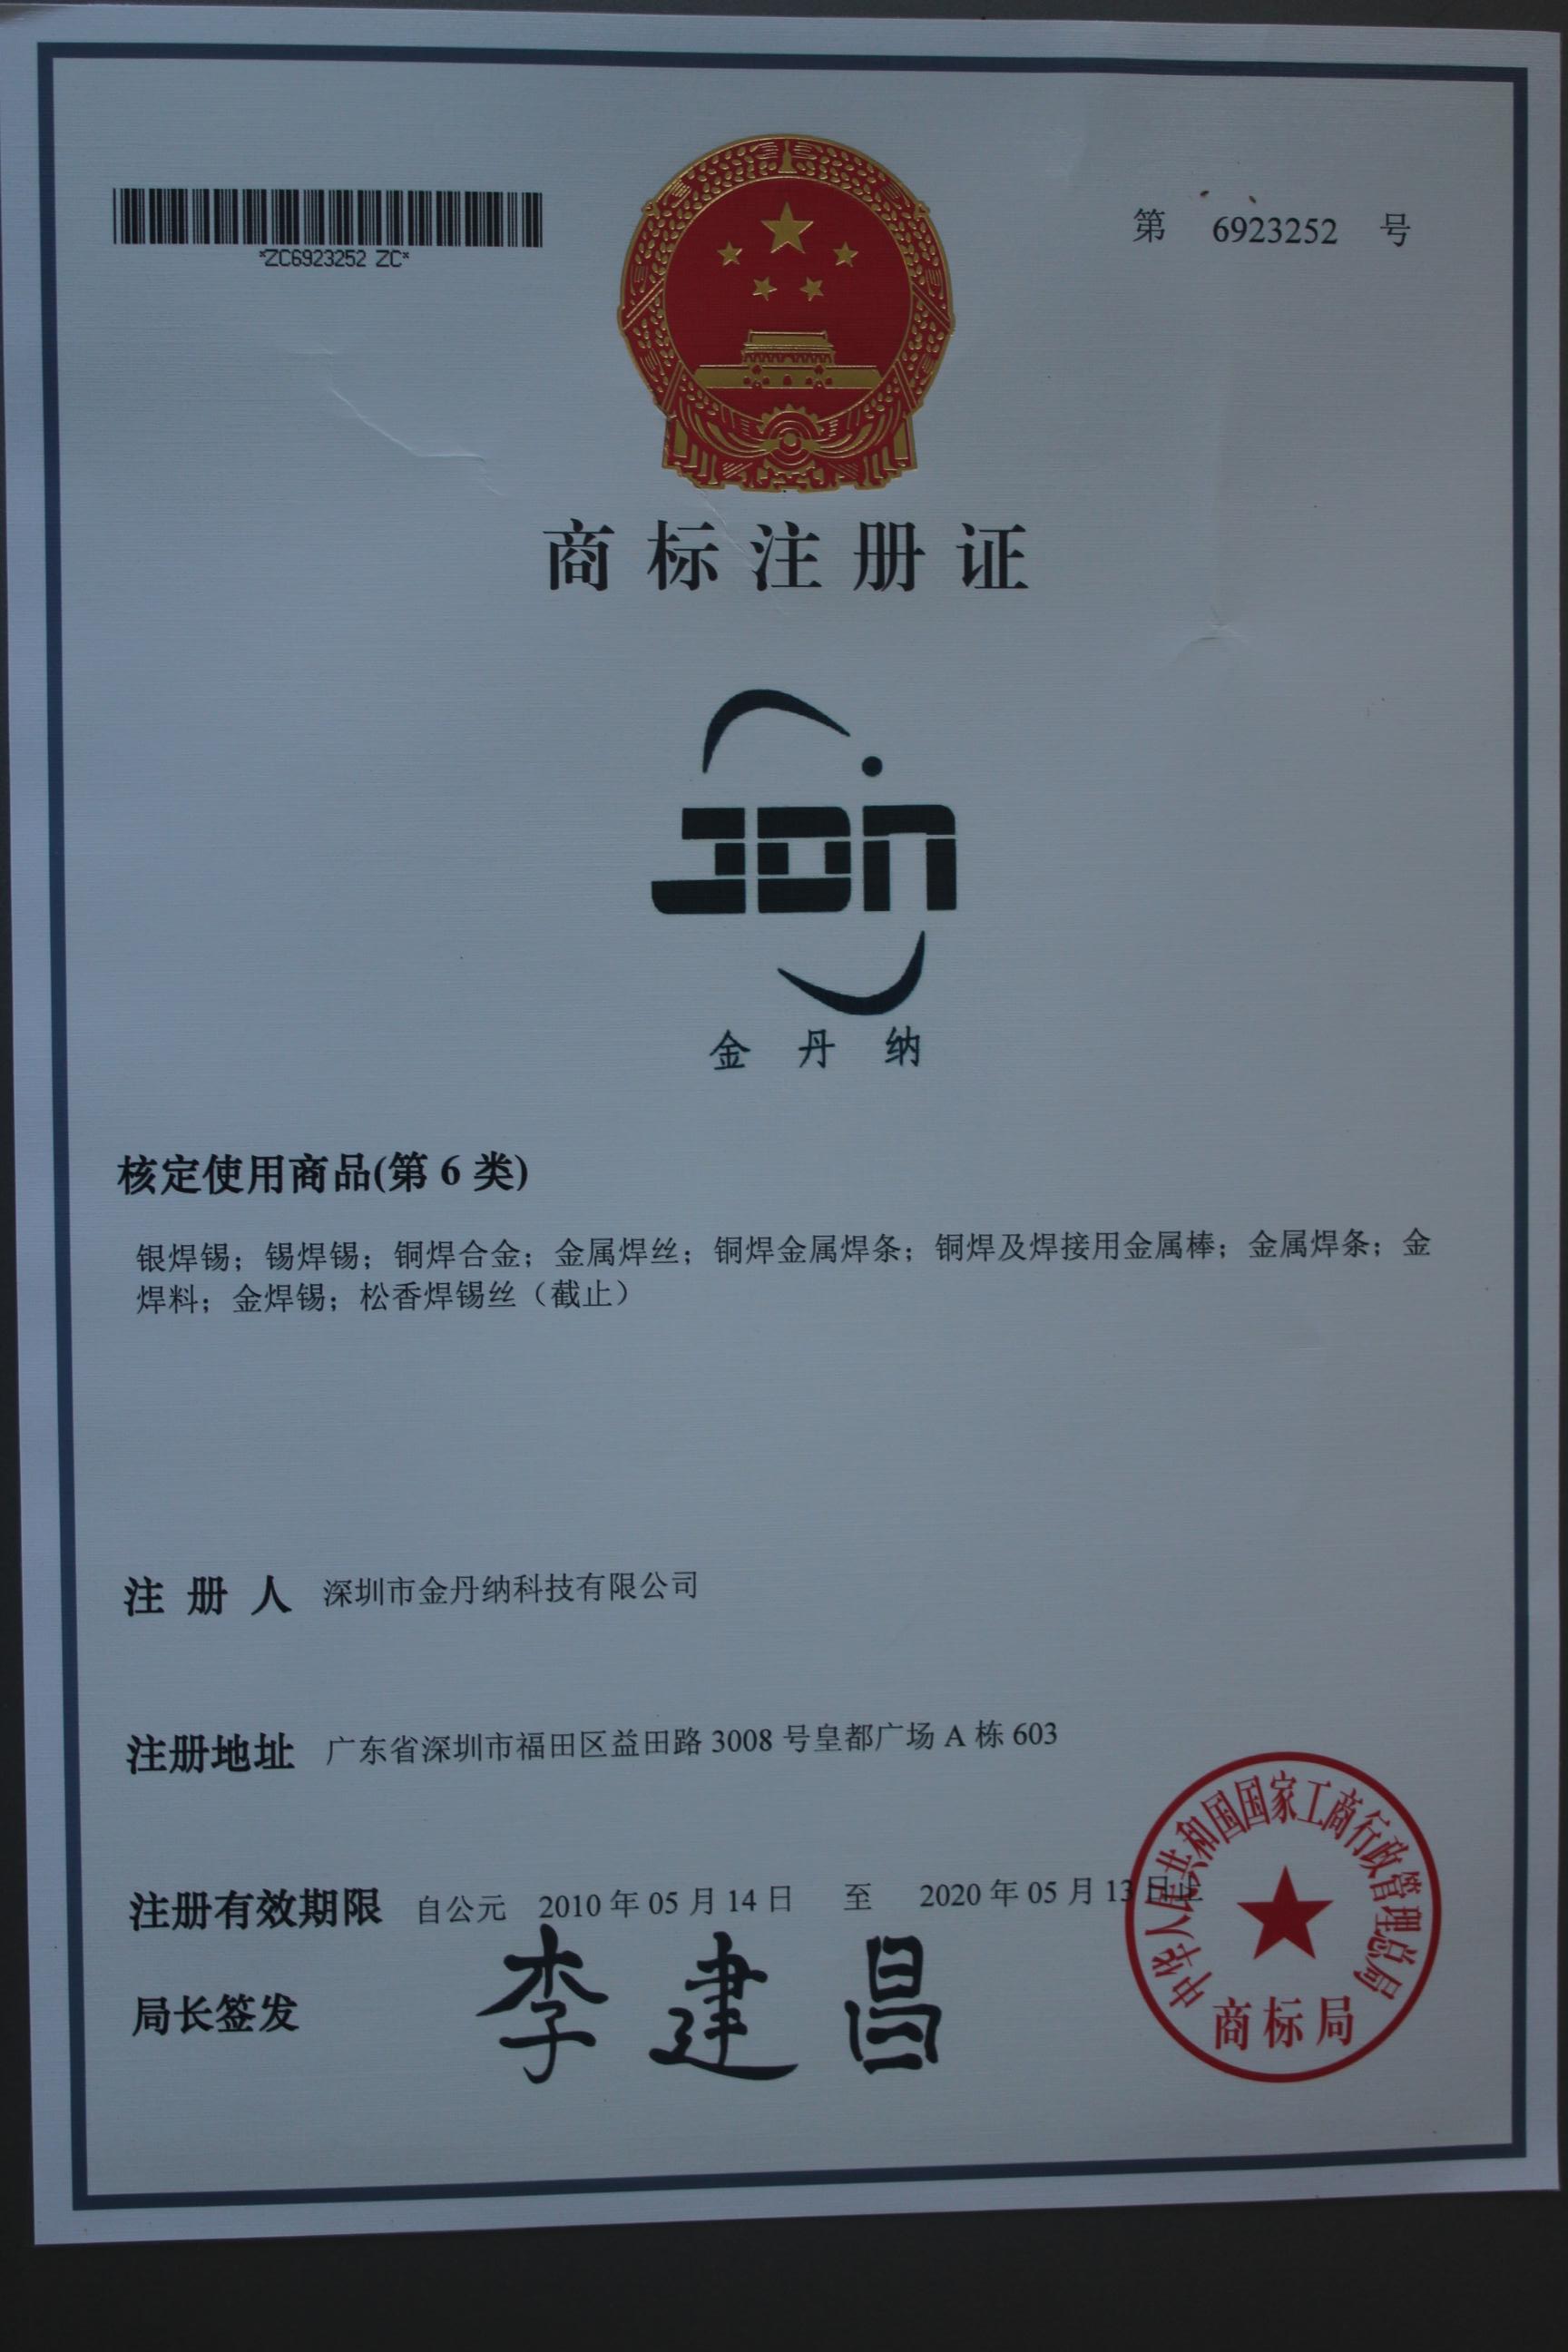 *ZC6923252 ZC*
第 6923252 号
商标注册证
JDN
金丹纳
核定使用商品(第 6 类)
银焊锡；锡焊锡；铜焊合金；金属焊丝；铜焊金属焊条；铜焊及焊接用金属棒；金属焊条；金
焊料；金焊锡；松香焊锡丝（截止）
注 册 人 深圳市金丹纳科技有限公司
注册地址 广东省深圳市福田区益田路 3008 号皇都广场 A 栋 603
注册有效期限 自公元 2010 年 05 月 14 日 至 2020 年 05 月 13 日止
局长签发 李建昌
中华人民共和国国家工商行政管理总局
商标局